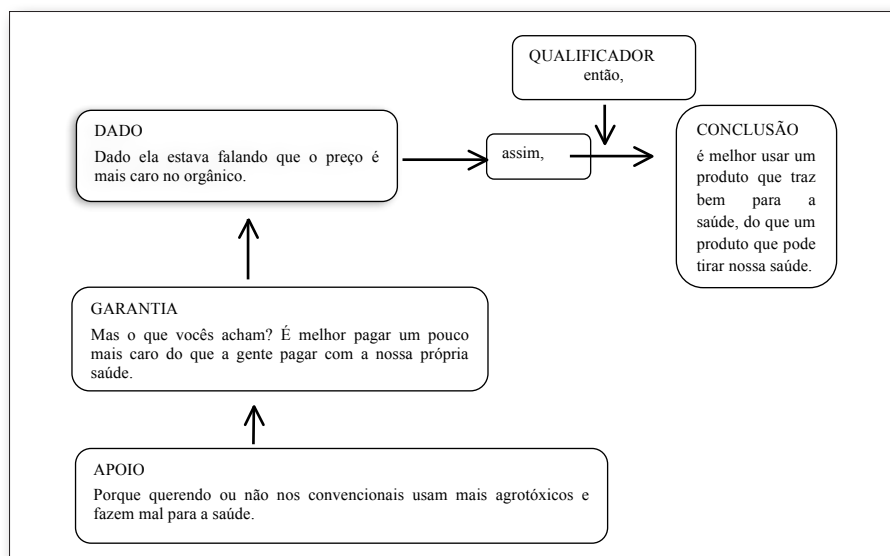 QUALIFICADOR
então,
DADO
Dado ela estava falando que o preço é
mais caro no orgânico.
assim,
CONCLUSÃO
é melhor usar um
produto que traz
bem para a
saúde, do que um
produto que pode
tirar nossa saúde.
GARANTIA
Mas o que vocês acham? É melhor pagar um pouco
mais caro do que a gente pagar com a nossa própria
saúde.
APOIO
Porque querendo ou não nos convencionais usam mais agrotóxicos e
fazem mal para a saúde.